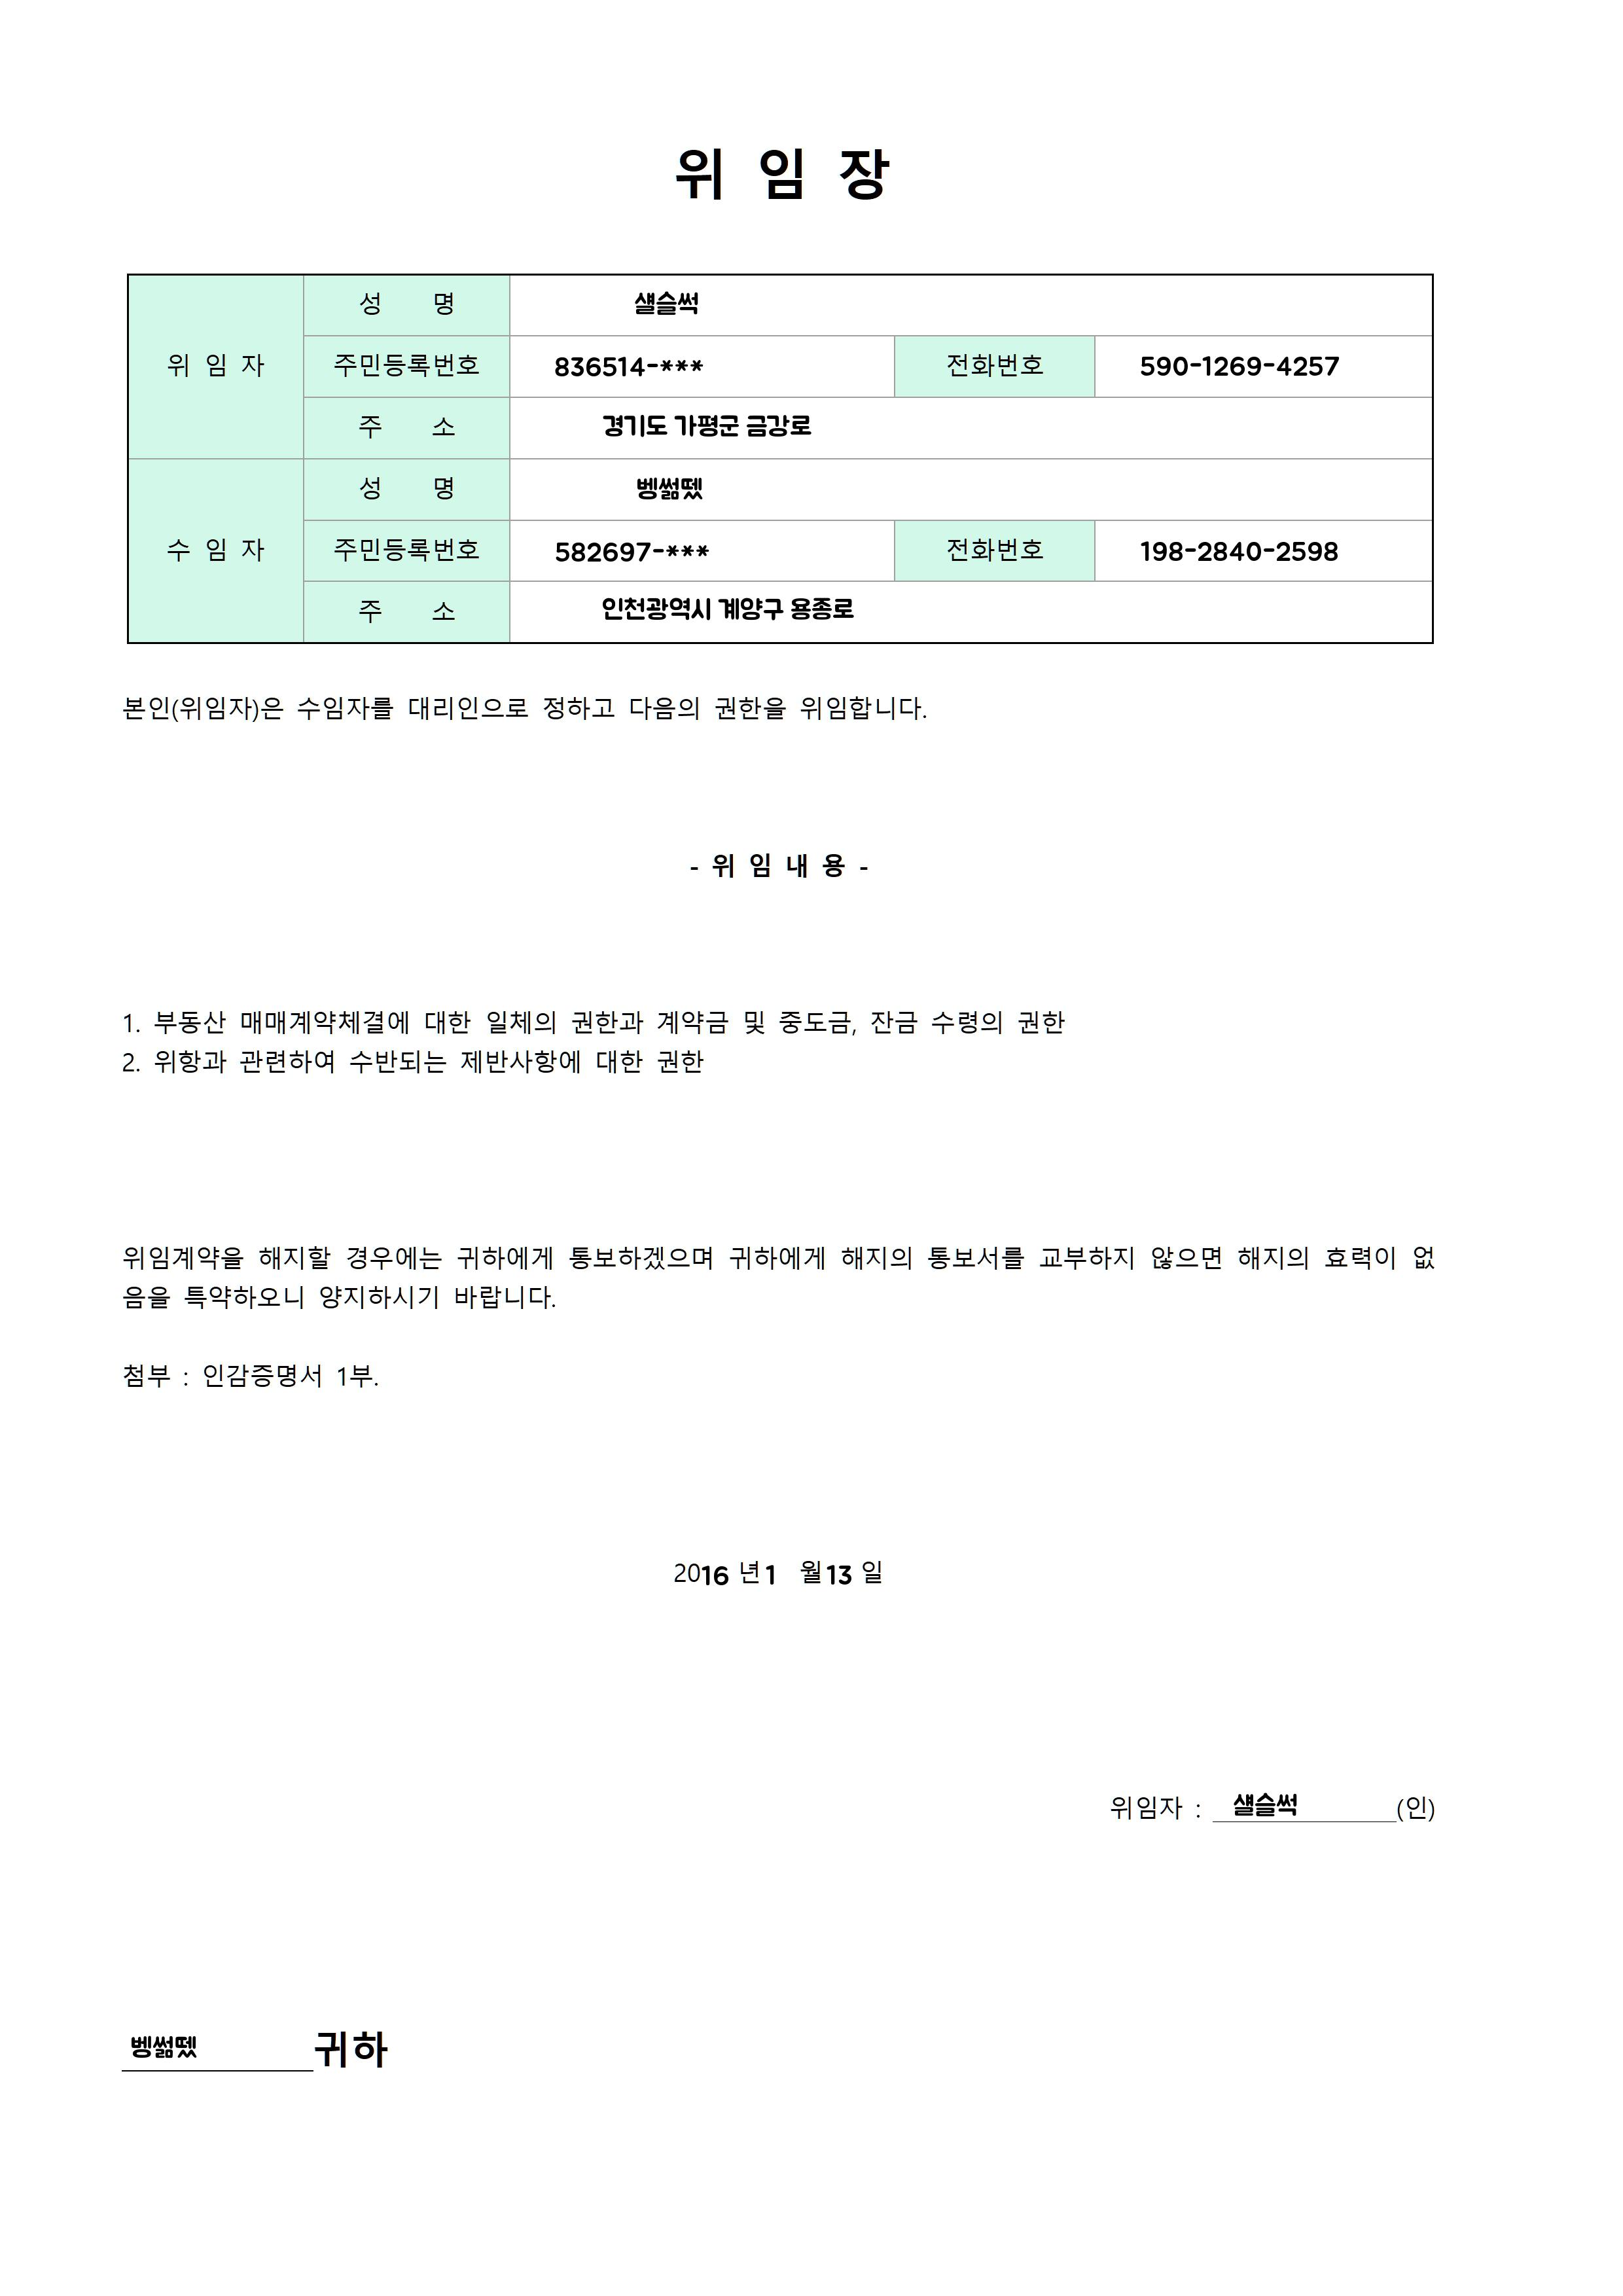 위 임 장
위 임 자
성 명 섈슬썩
주민등록번호 836514-*** 전화번호 590-1269-4257
주 소 경기도 가평군 금강로
수 임 자
성 명 벵썲뗐
주민등록번호 582697-*** 전화번호 198-2840-2598
주 소 인천광역시 계양구 용종로
본인(위임자)은 수임자를 대리인으로 정하고 다음의 권한을 위임합니다.
- 위 임 내 용 -
1. 부동산 매매계약체결에 대한 일체의 권한과 계약금 및 중도금, 잔금 수령의 권한
2. 위항과 관련하여 수반되는 제반사항에 대한 권한
위임계약을 해지할 경우에는 귀하에게 통보하겠으며 귀하에게 해지의 통보서를 교부하지 않으면 해지의 효력이 없
음을 특약하오니 양지하시기 바랍니다.
첨부 : 인감증명서 1부.
2016 년 1 월 13 일
위임자 : 섈슬썩 (인)
벵썲뗐 귀하